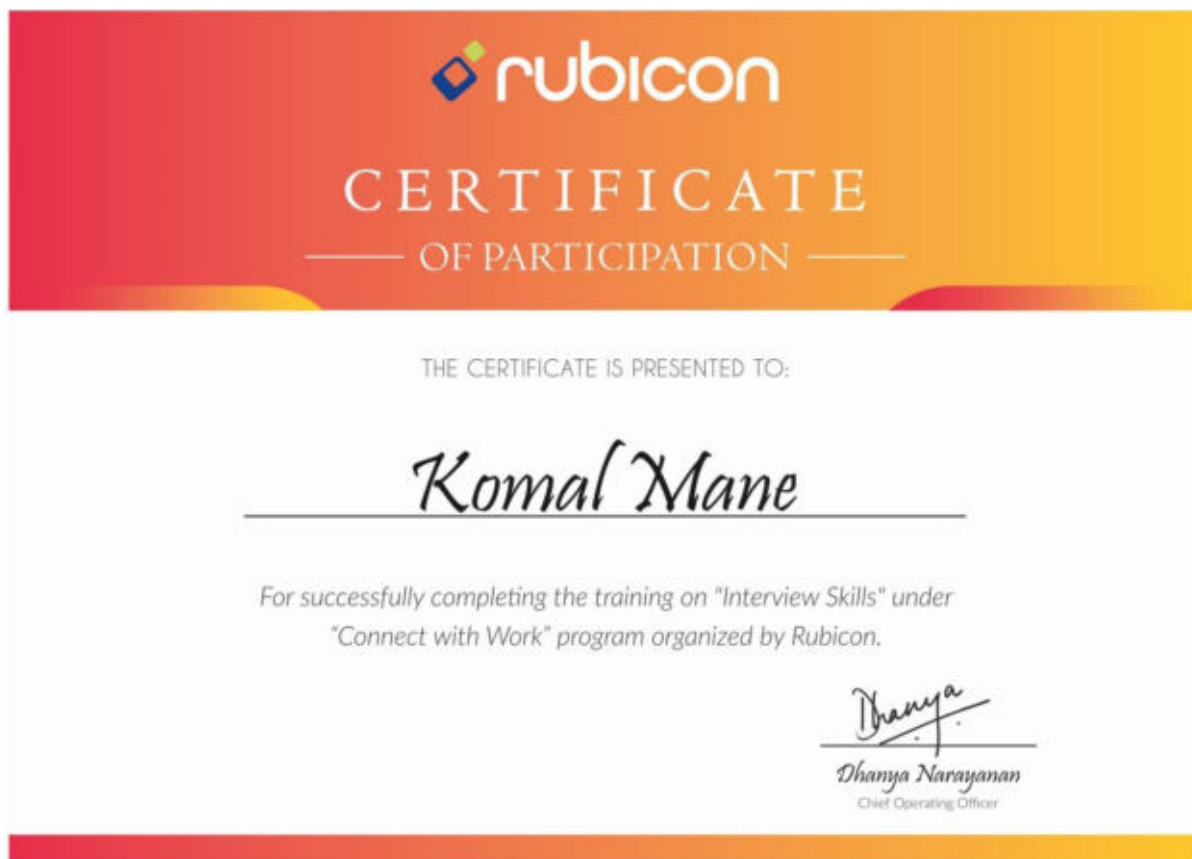 rubicon
CERTIFICATE
OF PARTICIPATION
THE CERTIFICATE IS PRESENTED TO:
Komal Mane
For successfully completing the training on "Interview Skills" under
"Connect with Work" program organized by Rubicon.
Dhanya
Dhanya Narayanan
Chief Operating Officer